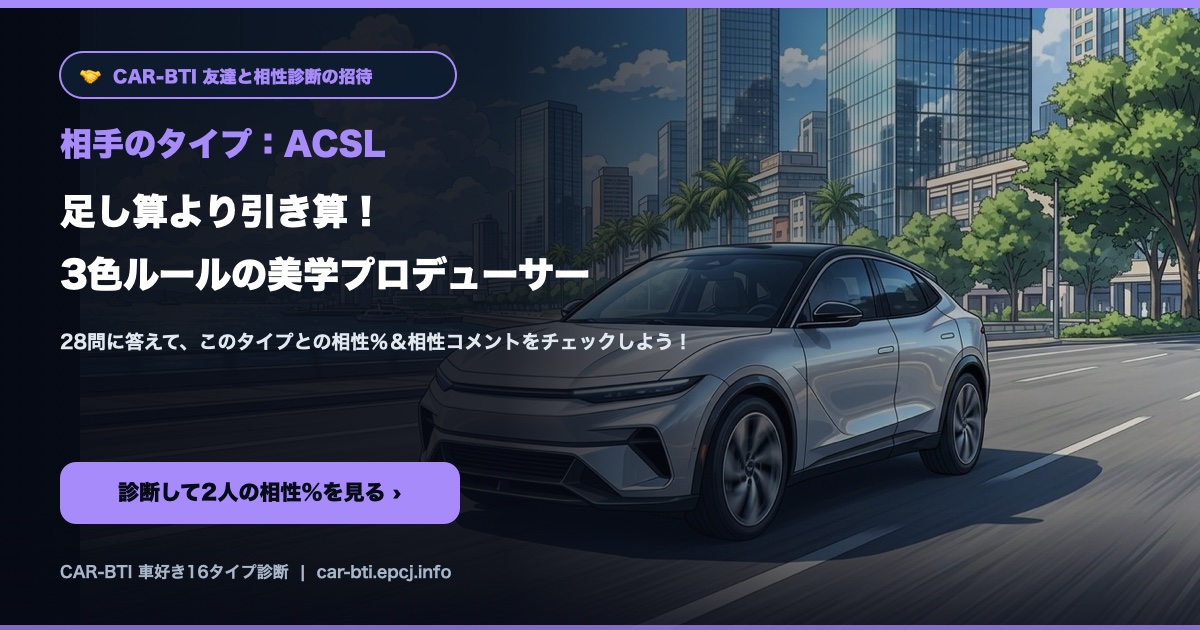 🤝 CAR-BTI 友達と相性診断の招待
相手のタイプ：ACSL
足し算より引き算！
3色ルールの美学プロデューサー
28問に答えて、このタイプとの相性%＆相性コメントをチェックしよう！
診断して2人の相性%を見る ›
CAR-BTI 車好き16タイプ診断 | car-bti.epcj.info